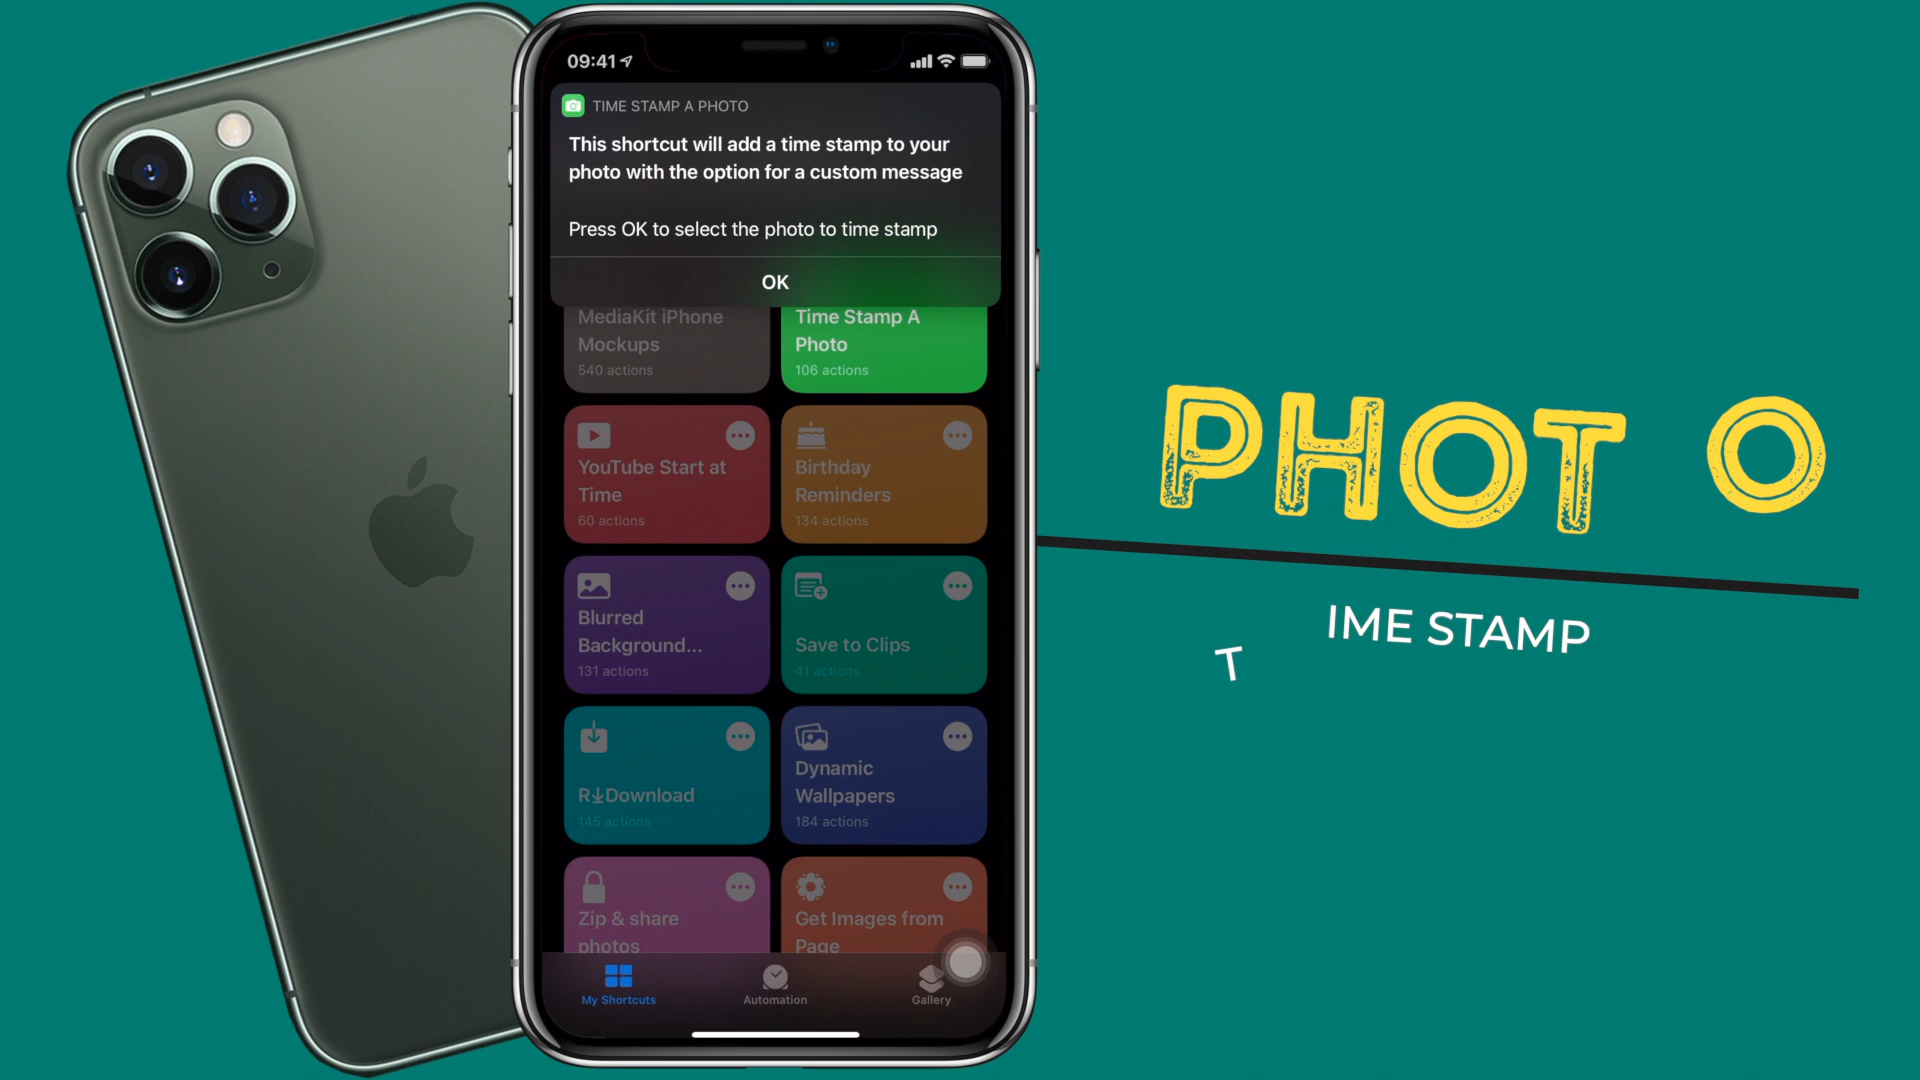 09:41
TIME STAMP A PHOTO
This shortcut will add a time stamp to your
photo with the option for a custom message
Press OK to select the photo to time stamp
OK
MediaKit iPhone
Mockups
540 actions
Time Stamp A
Photo
106 actions
YouTube Start at
Time
60 actions
Birthday
Reminders
134 actions
Blurred
Background...
131 actions
Save to Clips
41 actions
R↓Download
145 actions
Dynamic
Wallpapers
184 actions
Zip & share
photos
Get Images from
Page
My Shortcuts
Automation
Gallery
PHOT O
T IME STAMP